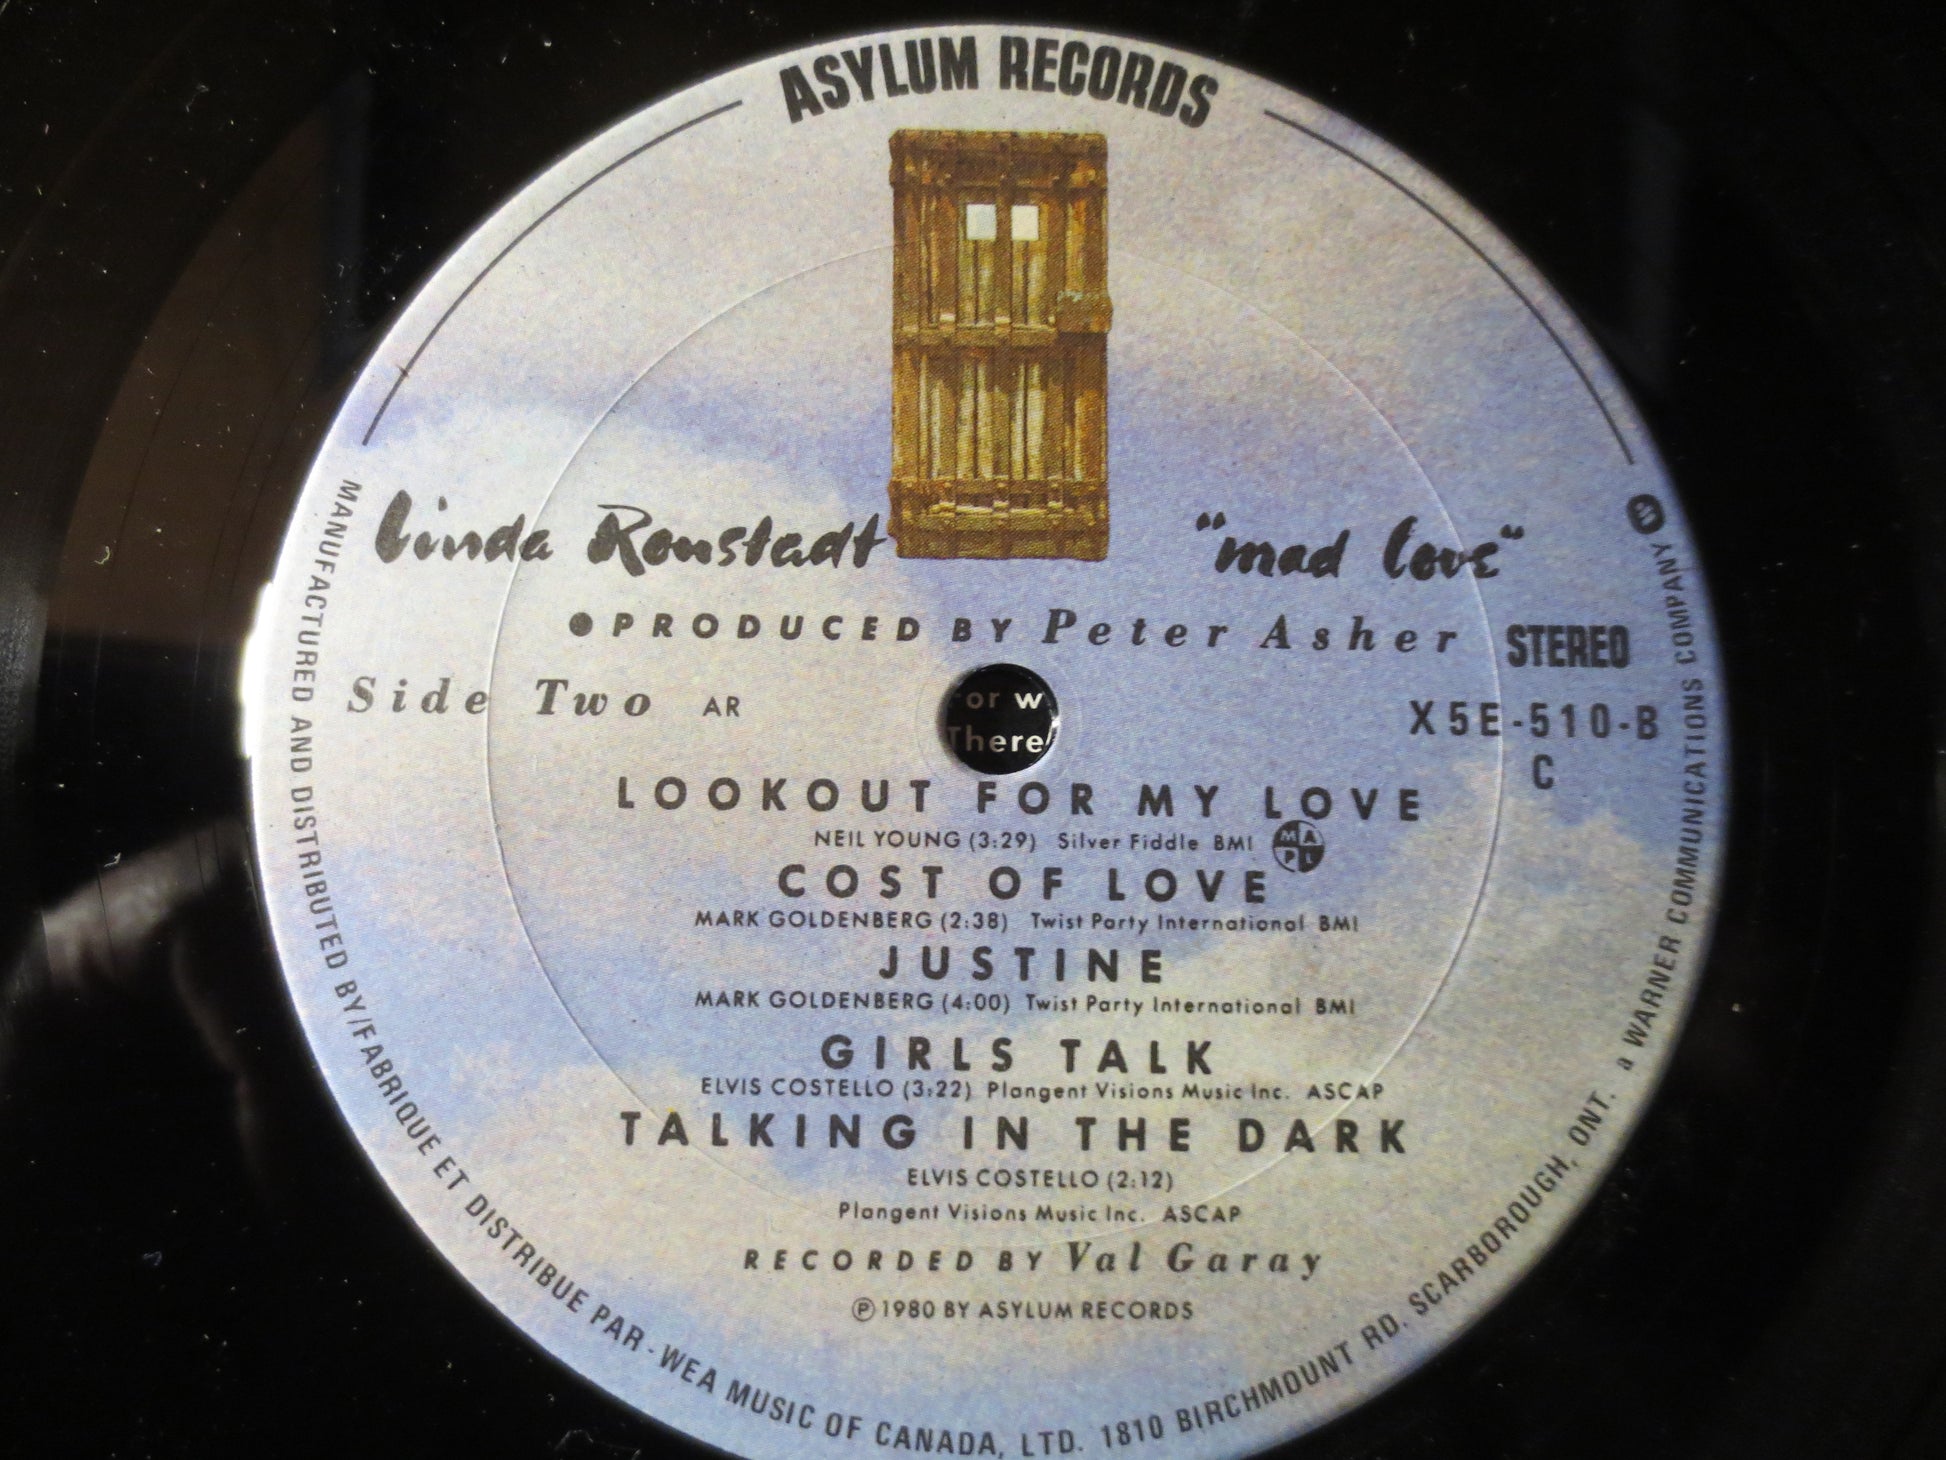 ASYLUM RECORDS
Linda Ronstadt "mad love"
PRODUCED BY Peter Asher
STEREO
Side Two AR
X5E-510-B
C
or w
There
LOOKOUT FOR MY LOVE
NEIL YOUNG (3:29) Silver Fiddle BMI
MAPL
COST OF LOVE
MARK GOLDENBERG (2:38) Twist Party International BMI
JUSTINE
MARK GOLDENBERG (4:00) Twist Party International BMI
GIRLS TALK
ELVIS COSTELLO (3:22) Plangent Visions Music Inc. ASCAP
TALKING IN THE DARK
ELVIS COSTELLO (2:12)
Plangent Visions Music Inc. ASCAP
RECORDED BY Val Garay
℗ 1980 BY ASYLUM RECORDS
MANUFACTURED AND DISTRIBUTED BY/FABRIQUE ET DISTRIBUE PAR - WEA MUSIC OF CANADA, LTD. 1810 BIRCHMOUNT RD. SCARBOROUGH, ONT. a WARNER COMMUNICATIONS COMPANY